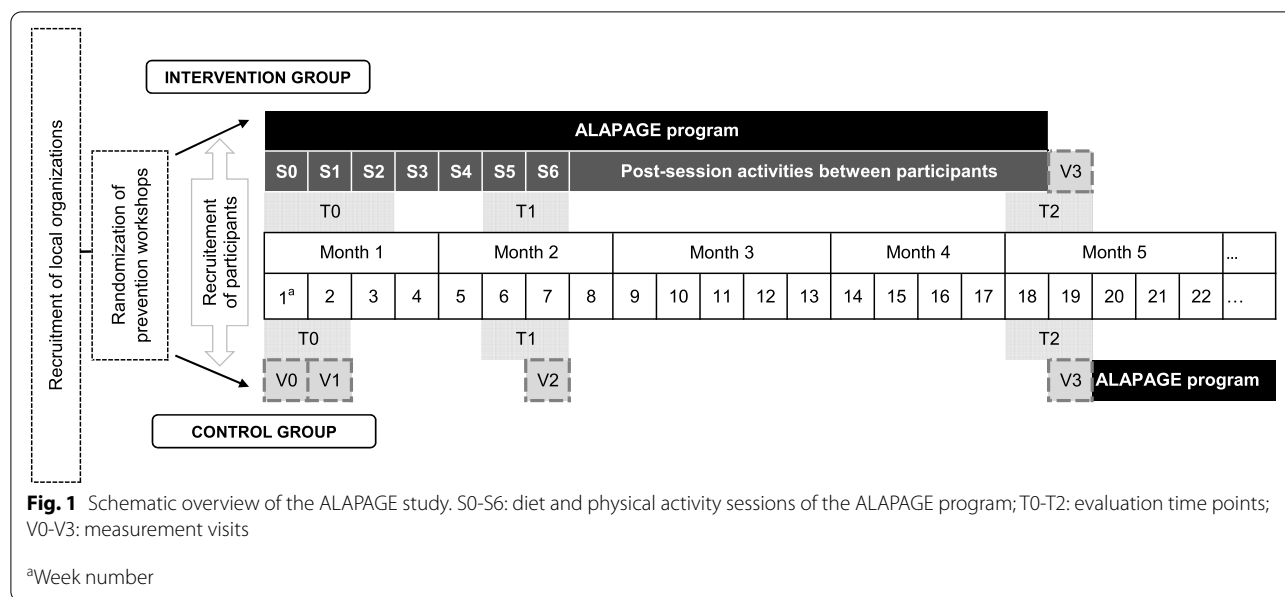 Recruitment of local organizations
Randomization of
prevention workshops
Recruitement
of participants
INTERVENTION GROUP
ALAPAGE program
S0 S1 S2 S3 S4 S5 S6 Post-session activities between participants V3
T0 T1 T2
Month 1 Month 2 Month 3 Month 4 Month 5 ...
1a 2 3 4 5 6 7 8 9 10 11 12 13 14 15 16 17 18 19 20 21 22 ...
T0 T1 T2
V0 V1 V2 V3 ALAPAGE program
CONTROL GROUP
Fig. 1 Schematic overview of the ALAPAGE study. S0-S6: diet and physical activity sessions of the ALAPAGE program; T0-T2: evaluation time points;
V0-V3: measurement visits
aWeek number